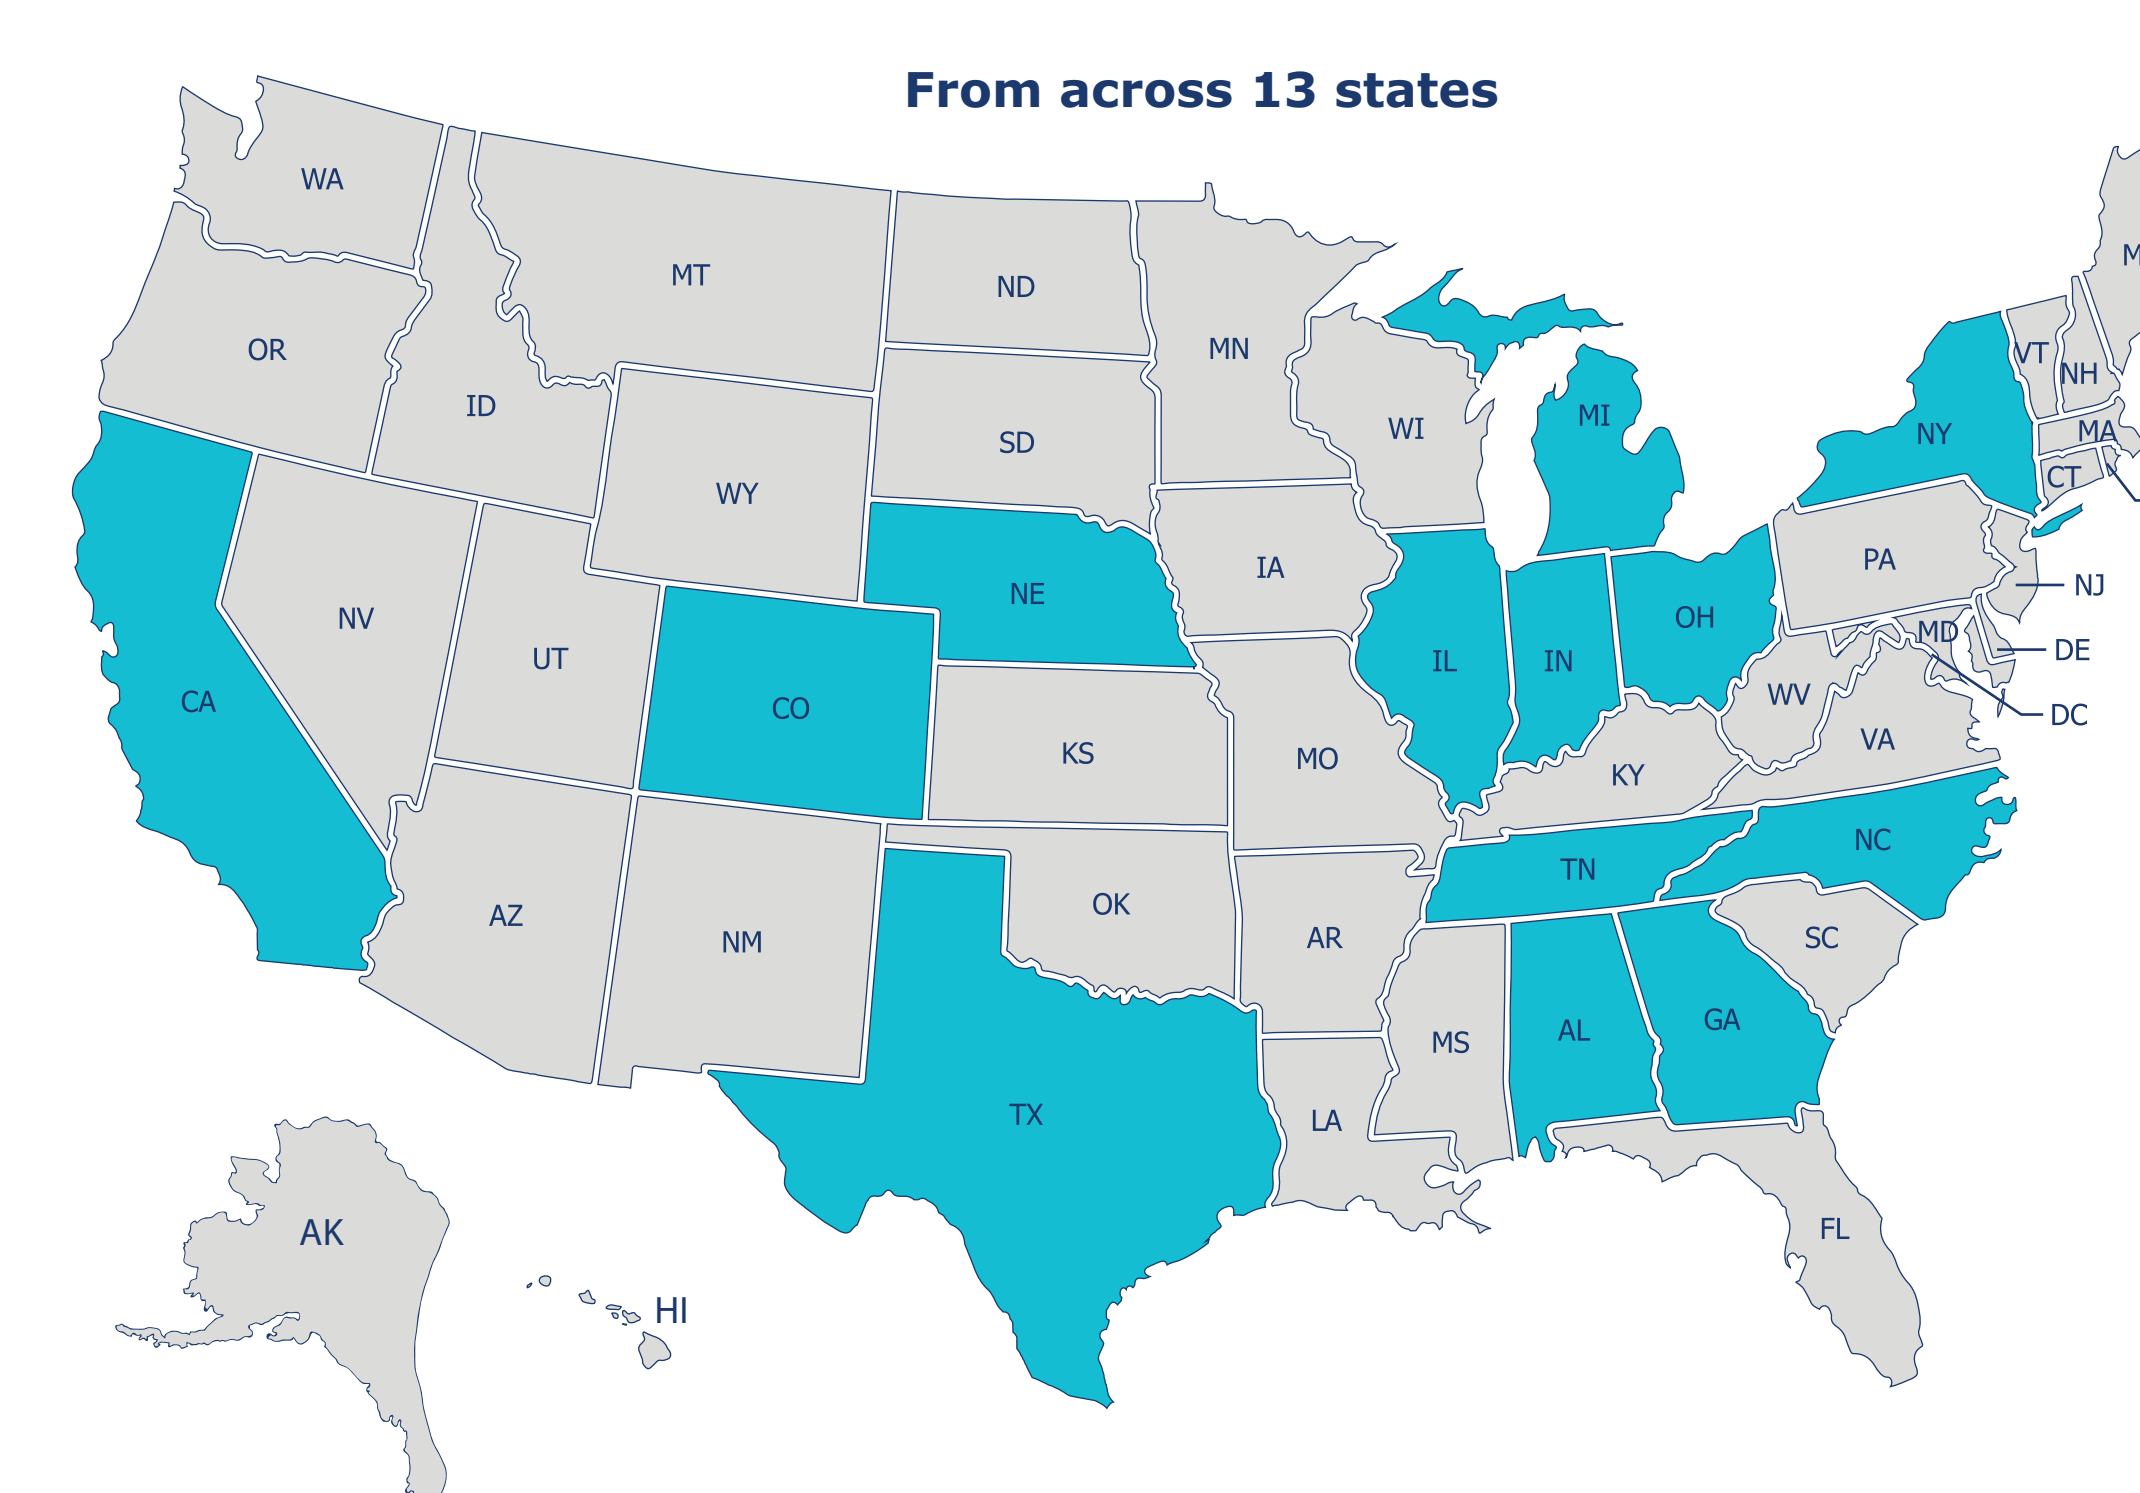 From across 13 states
WA
MT
ND
MN
OR
ID
SD
WI
MI
NY
VT
NH
MA
CT
WY
NE
IA
PA
NJ
NV
UT
CO
KS
MO
IL
IN
OH
WV
MD
DE
DC
VA
KY
CA
AZ
NM
OK
AR
TN
NC
SC
TX
LA
MS
AL
GA
FL
AK
HI